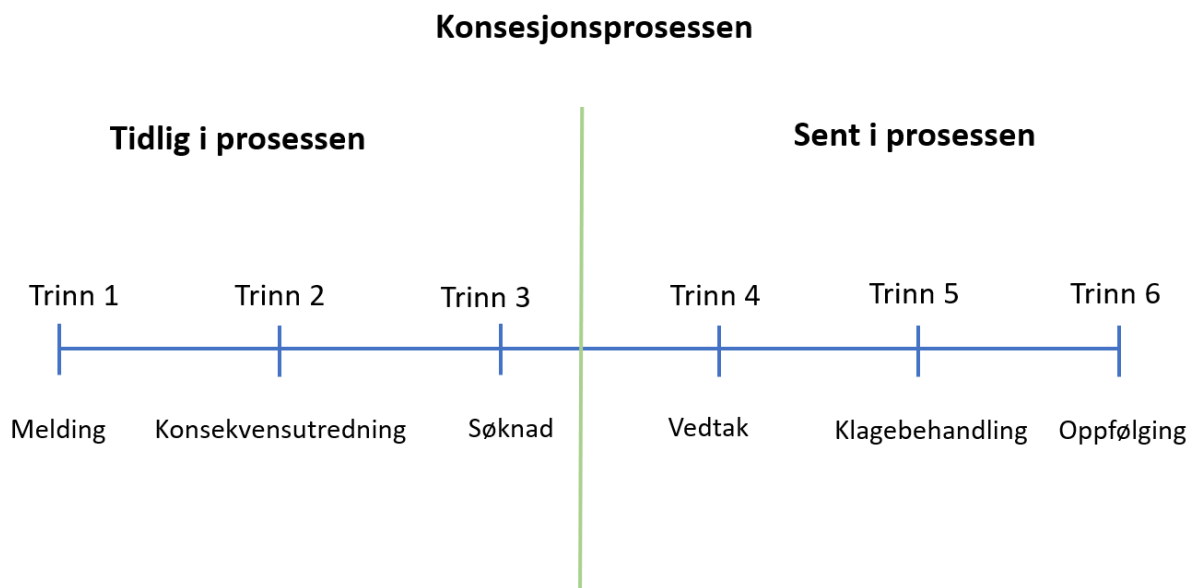 Konsesjonsprosessen
Tidlig i prosessen
Sent i prosessen
Trinn 1
Trinn 2
Trinn 3
Trinn 4
Trinn 5
Trinn 6
Melding
Konsekvensutredning
Søknad
Vedtak
Klagebehandling
Oppfølging